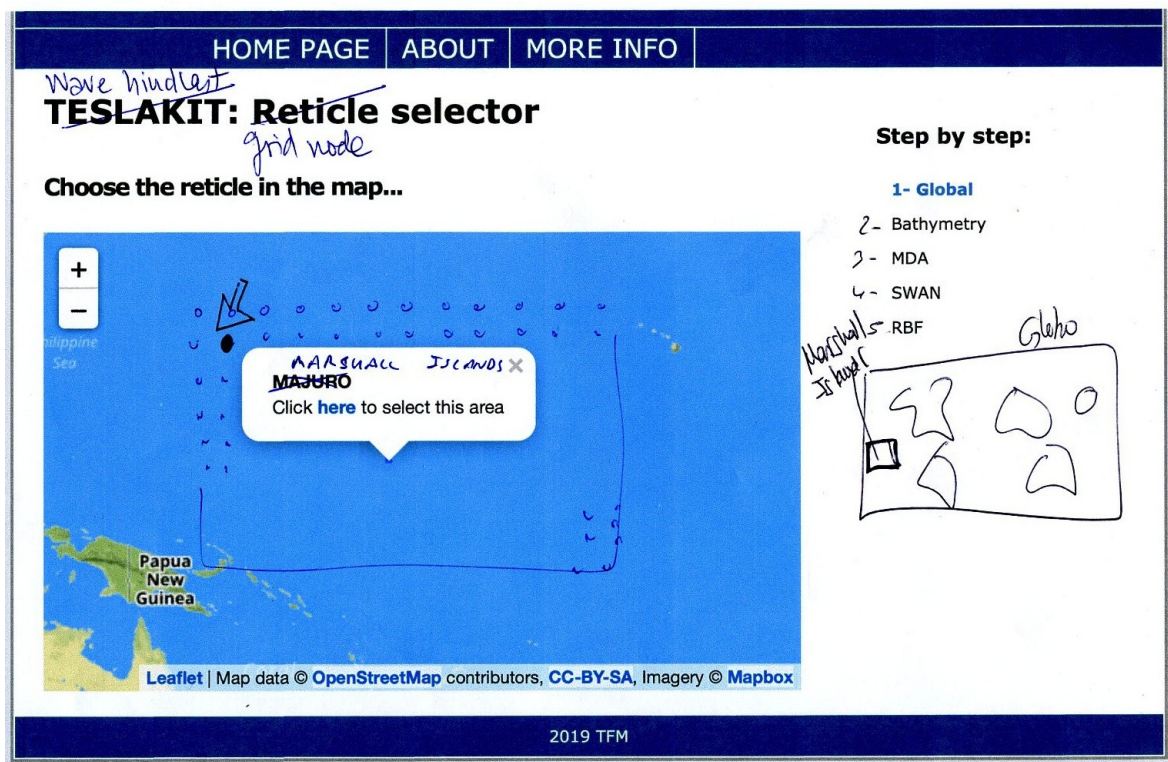 HOME PAGE ABOUT MORE INFO
Wave hindcast
TESLAKIT: Reticle selector
grid node
Choose the reticle in the map...
Step by step:
1- Global
2- Bathymetry
3- MDA
4- SWAN
5 RBF
+
−
Philippine
Sea
MARSHALL ISLANDS ×
MAJURO
Click here to select this area
Papua
New
Guinea
Leaflet | Map data © OpenStreetMap contributors, CC-BY-SA, Imagery © Mapbox
Marshall
Island
Globo
2019 TFM